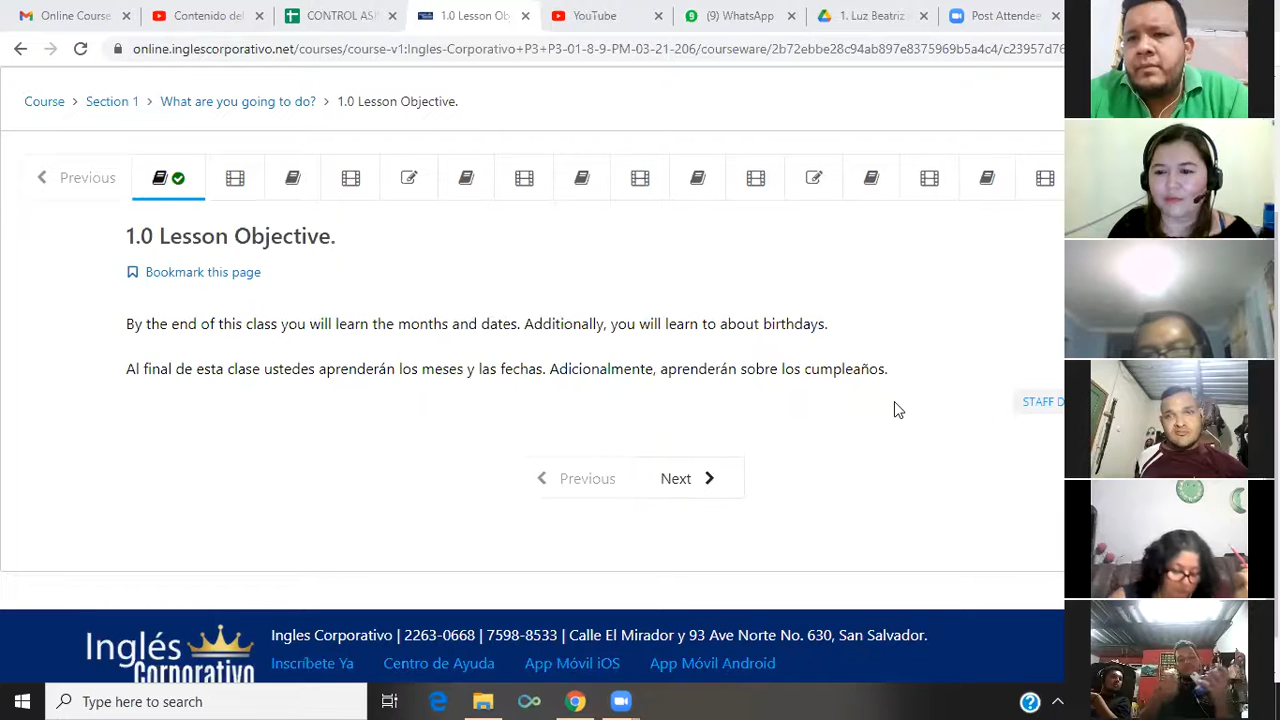 Online Course
Contenido del
CONTROL ASI
1.0 Lesson Ob
YouTube
(9) WhatsApp
1. Luz Beatriz
Post Attendee
online.inglescorporativo.net/courses/course-v1:Ingles-Corporativo+P3+P3-01-8-9-PM-03-21-206/courseware/2b72ebbe28c94ab897e8375969b5a4c4/c23957d76
Course > Section 1 > What are you going to do? > 1.0 Lesson Objective.
Previous
1.0 Lesson Objective.
Bookmark this page
By the end of this class you will learn the months and dates. Additionally, you will learn to about birthdays.
Al final de esta clase ustedes aprenderán los meses y las fechas. Adicionalmente, aprenderán sobre los cumpleaños.
STAFF D
Previous Next
Inglés Corporativo
Ingles Corporativo | 2263-0668 | 7598-8533 | Calle El Mirador y 93 Ave Norte No. 630, San Salvador.
Inscríbete Ya Centro de Ayuda App Móvil iOS App Móvil Android
Type here to search